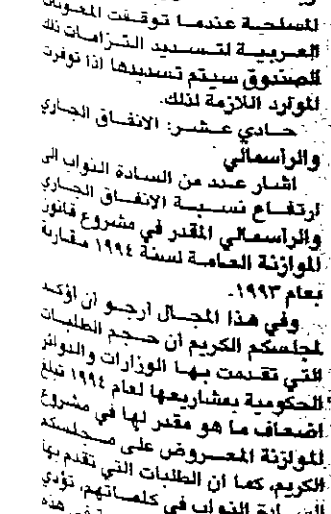 المسلحة عندما توقفت المعونات
العربية لتسديد التزامات تلك
الصندوق سيتم تسديدها اذا توفرت
الموارد اللازمة لذلك.
حادي عشر: الانفاق الجاري
والرأسمالي
اشار عدد من السادة النواب الى
ارتفاع نسبة الانفاق الجاري
والرأسمالي المقدر في مشروع قانون
الموازنة العامة لسنة ١٩٩٤ مقارنة
بعام ١٩٩٣.
وفي هذا المجال ارجو ان اؤكد
لمجلسكم الكريم أن حجم الطلبات
التي تقدمت بها الوزارات والدوائر
الحكومية بمشاريعها لعام ١٩٩٤ تبلغ
اضعاف ما هو مقدر لها في مشروع
الموازنة المعروض على مجلسكم
الكريم، كما ان الطلبات التي تقدم بها
السادة النواب في كلماتهم، تؤدي
في هذه